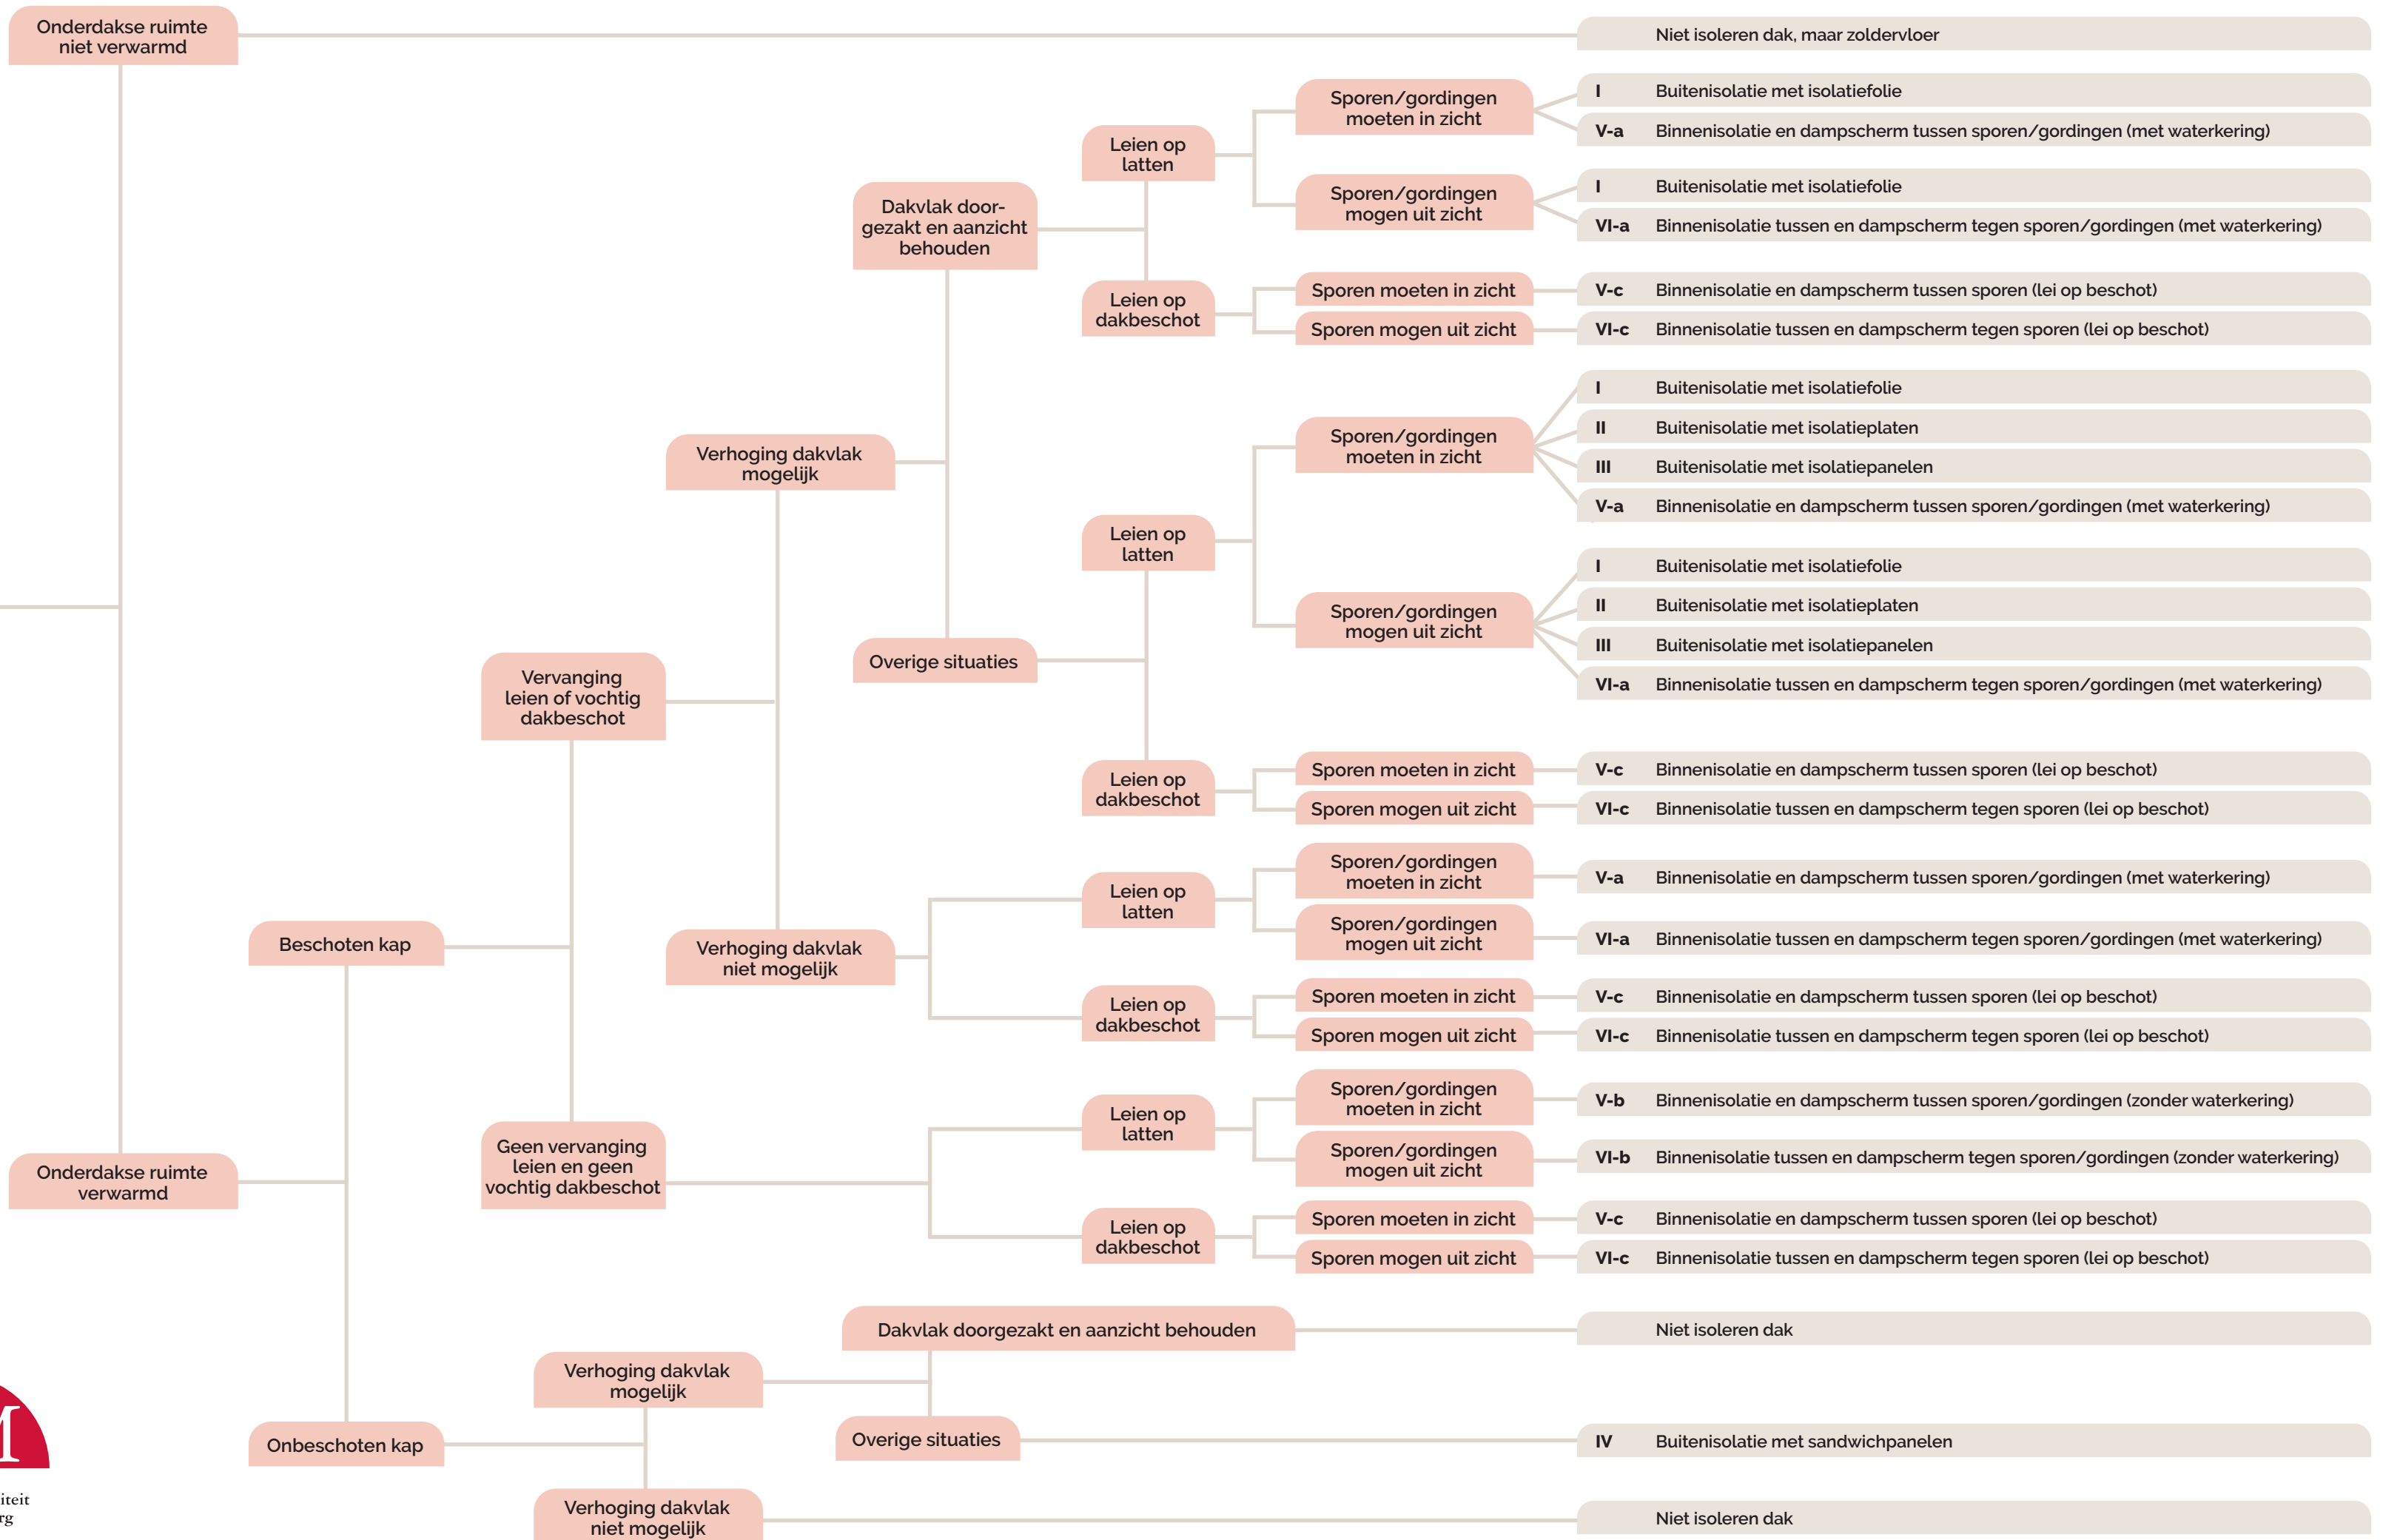 Onderdakse ruimte
niet verwarmd
Niet isoleren dak, maar zoldervloer
Sporen/gordingen
moeten in zicht
I Buitenisolatie met isolatiefolie
V-a Binnenisolatie en dampscherm tussen sporen/gordingen (met waterkering)
Leien op
latten
Sporen/gordingen
mogen uit zicht
I Buitenisolatie met isolatiefolie
VI-a Binnenisolatie tussen en dampscherm tegen sporen/gordingen (met waterkering)
Dakvlak door-
gezakt en aanzicht
behouden
Leien op
dakbeschot
Sporen moeten in zicht
V-c Binnenisolatie en dampscherm tussen sporen (lei op beschot)
Sporen mogen uit zicht
VI-c Binnenisolatie tussen en dampscherm tegen sporen (lei op beschot)
Verhoging dakvlak
mogelijk
Sporen/gordingen
moeten in zicht
I Buitenisolatie met isolatiefolie
II Buitenisolatie met isolatieplaten
III Buitenisolatie met isolatiepanelen
V-a Binnenisolatie en dampscherm tussen sporen/gordingen (met waterkering)
Leien op
latten
Sporen/gordingen
mogen uit zicht
I Buitenisolatie met isolatiefolie
II Buitenisolatie met isolatieplaten
III Buitenisolatie met isolatiepanelen
VI-a Binnenisolatie tussen en dampscherm tegen sporen/gordingen (met waterkering)
Overige situaties
Vervanging
leien of vochtig
dakbeschot
Leien op
dakbeschot
Sporen moeten in zicht
V-c Binnenisolatie en dampscherm tussen sporen (lei op beschot)
Sporen mogen uit zicht
VI-c Binnenisolatie tussen en dampscherm tegen sporen (lei op beschot)
Beschoten kap
Verhoging dakvlak
niet mogelijk
Leien op
latten
Sporen/gordingen
moeten in zicht
V-a Binnenisolatie en dampscherm tussen sporen/gordingen (met waterkering)
Sporen/gordingen
mogen uit zicht
VI-a Binnenisolatie tussen en dampscherm tegen sporen/gordingen (met waterkering)
Leien op
dakbeschot
Sporen moeten in zicht
V-c Binnenisolatie en dampscherm tussen sporen (lei op beschot)
Sporen mogen uit zicht
VI-c Binnenisolatie tussen en dampscherm tegen sporen (lei op beschot)
Onderdakse ruimte
verwarmd
Geen vervanging
leien en geen
vochtig dakbeschot
Leien op
latten
Sporen/gordingen
moeten in zicht
V-b Binnenisolatie en dampscherm tussen sporen/gordingen (zonder waterkering)
Sporen/gordingen
mogen uit zicht
VI-b Binnenisolatie tussen en dampscherm tegen sporen/gordingen (zonder waterkering)
Leien op
dakbeschot
Sporen moeten in zicht
V-c Binnenisolatie en dampscherm tussen sporen (lei op beschot)
Sporen mogen uit zicht
VI-c Binnenisolatie tussen en dampscherm tegen sporen (lei op beschot)
Dakvlak doorgezakt en aanzicht behouden
Niet isoleren dak
Verhoging dakvlak
mogelijk
Onbeschoten kap
Overige situaties
IV Buitenisolatie met sandwichpanelen
Verhoging dakvlak
niet mogelijk
Niet isoleren dak
iteit
rg